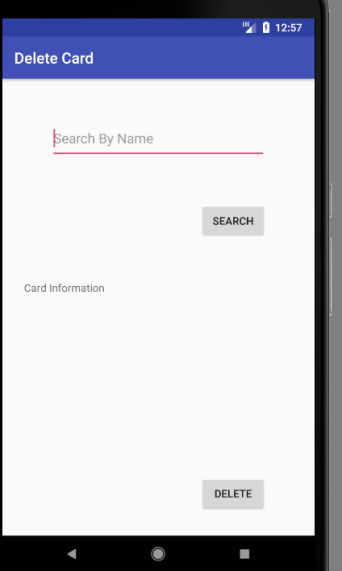 12:57
Delete Card
Search By Name
SEARCH
Card Information
DELETE